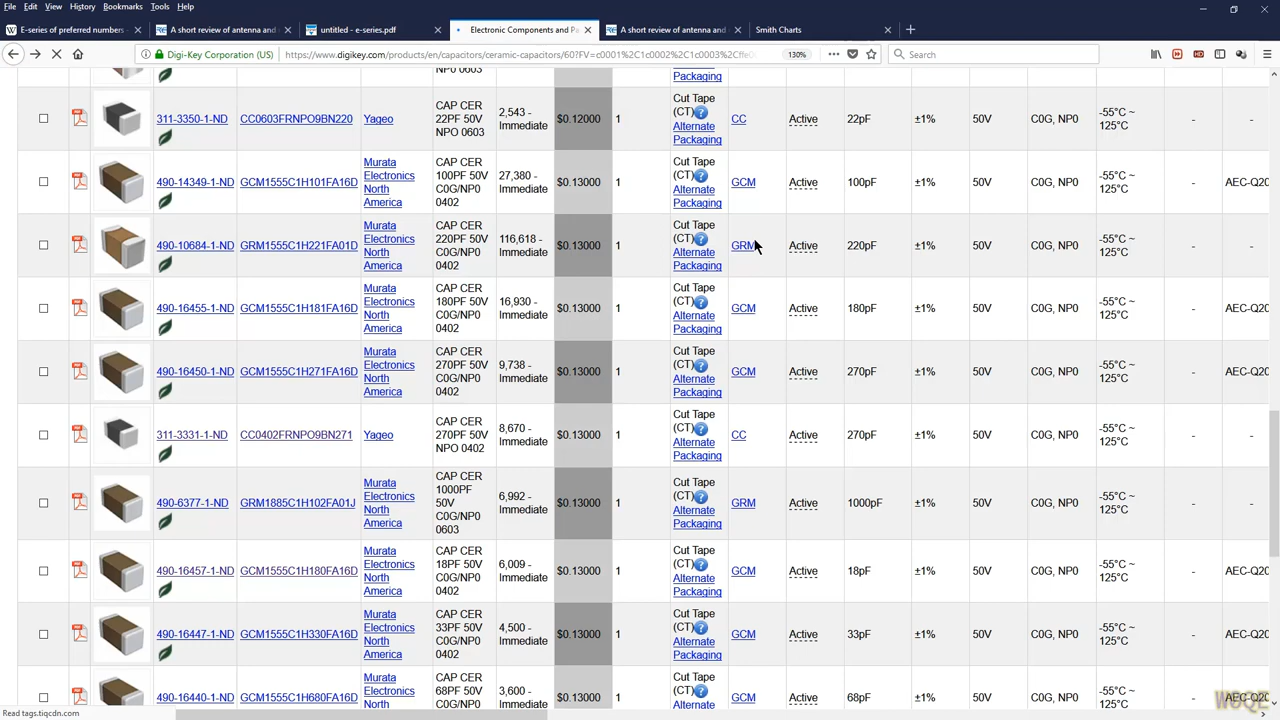 File Edit View History Bookmarks Tools Help
E-series of preferred numbers -
A short review of antenna and
untitled - e-series.pdf
Electronic Components and Pa
A short review of antenna and
Smith Charts
Digi-Key Corporation (US)
https://www.digikey.com/products/en/capacitors/ceramic-capacitors/60?FV=c0001%2C1c0002%2C1c0003%2Cffe0
130%
Search
NP0 0603
Packaging
311-3350-1-ND CC0603FRNPO9BN220 Yageo
CAP CER
22PF 50V
NPO 0603
2,543 -
Immediate
$0.12000 1
Cut Tape
(CT)
Alternate
Packaging
CC Active 22pF ±1% 50V C0G, NP0
-55°C ~
125°C
- -
490-14349-1-ND GCM1555C1H101FA16D
Murata
Electronics
North
America
CAP CER
100PF 50V
C0G/NP0
0402
27,380 -
Immediate
$0.13000 1
Cut Tape
(CT)
Alternate
Packaging
GCM Active 100pF ±1% 50V C0G, NP0
-55°C ~
125°C
- AEC-Q20
490-10684-1-ND GRM1555C1H221FA01D
Murata
Electronics
North
America
CAP CER
220PF 50V
C0G/NP0
0402
116,618 -
Immediate
$0.13000 1
Cut Tape
(CT)
Alternate
Packaging
GRM Active 220pF ±1% 50V C0G, NP0
-55°C ~
125°C
- -
490-16455-1-ND GCM1555C1H181FA16D
Murata
Electronics
North
America
CAP CER
180PF 50V
C0G/NP0
0402
16,930 -
Immediate
$0.13000 1
Cut Tape
(CT)
Alternate
Packaging
GCM Active 180pF ±1% 50V C0G, NP0
-55°C ~
125°C
- AEC-Q20
490-16450-1-ND GCM1555C1H271FA16D
Murata
Electronics
North
America
CAP CER
270PF 50V
C0G/NP0
0402
9,738 -
Immediate
$0.13000 1
Cut Tape
(CT)
Alternate
Packaging
GCM Active 270pF ±1% 50V C0G, NP0
-55°C ~
125°C
- AEC-Q20
311-3331-1-ND CC0402FRNPO9BN271 Yageo
CAP CER
270PF 50V
NPO 0402
8,670 -
Immediate
$0.13000 1
Cut Tape
(CT)
Alternate
Packaging
CC Active 270pF ±1% 50V C0G, NP0
-55°C ~
125°C
- -
490-6377-1-ND GRM1885C1H102FA01J
Murata
Electronics
North
America
CAP CER
1000PF
50V
C0G/NP0
0603
6,992 -
Immediate
$0.13000 1
Cut Tape
(CT)
Alternate
Packaging
GRM Active 1000pF ±1% 50V C0G, NP0
-55°C ~
125°C
- -
490-16457-1-ND GCM1555C1H180FA16D
Murata
Electronics
North
America
CAP CER
18PF 50V
C0G/NP0
0402
6,009 -
Immediate
$0.13000 1
Cut Tape
(CT)
Alternate
Packaging
GCM Active 18pF ±1% 50V C0G, NP0
-55°C ~
125°C
- AEC-Q20
490-16447-1-ND GCM1555C1H330FA16D
Murata
Electronics
North
America
CAP CER
33PF 50V
C0G/NP0
0402
4,500 -
Immediate
$0.13000 1
Cut Tape
(CT)
Alternate
Packaging
GCM Active 33pF ±1% 50V C0G, NP0
-55°C ~
125°C
- AEC-Q20
490-16440-1-ND GCM1555C1H680FA16D
Murata
Electronics
North
CAP CER
68PF 50V
C0G/NP0
3,600 -
Immediate
$0.13000 1
Cut Tape
(CT)
Alternate
GCM Active 68pF ±1% 50V C0G, NP0
-55°C ~
125°C
- AEC-Q20
Read tags.tiqcdn.com